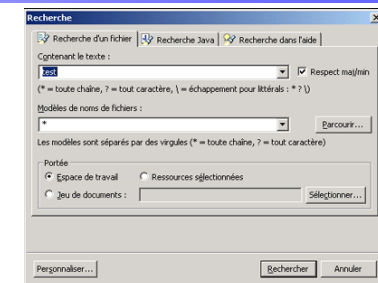 Recherche
Recherche d'un fichier Recherche Java Recherche dans l'aide
Contenant le texte :
test
Respect maj/min
(* = toute chaîne, ? = tout caractère, \ = échappement pour littérals : * ? \)
Modèles de noms de fichiers :
*
Parcourir...
Les modèles sont séparés par des virgules (* = toute chaîne, ? = tout caractère)
Portée
Espace de travail Ressources sélectionnées
Jeu de documents : Sélectionner...
Personnaliser... Rechercher Annuler